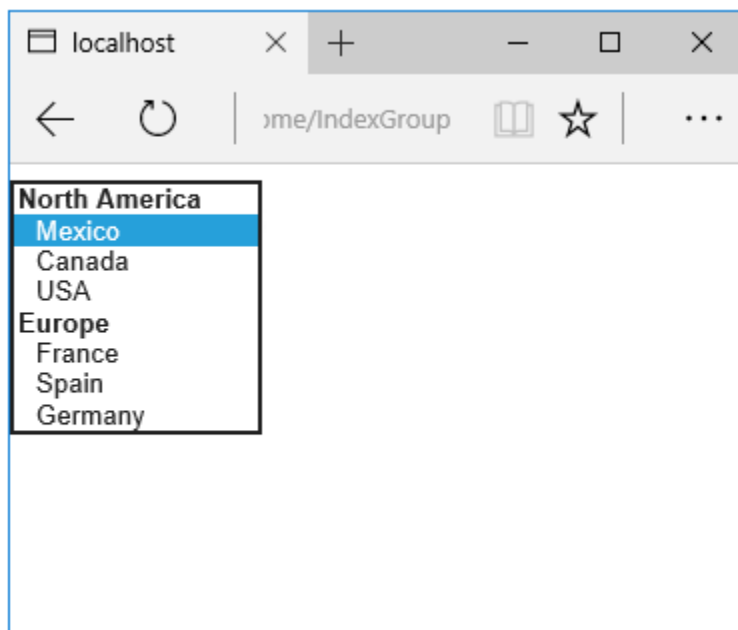 localhost
ome/IndexGroup
North America
Mexico
Canada
USA
Europe
France
Spain
Germany